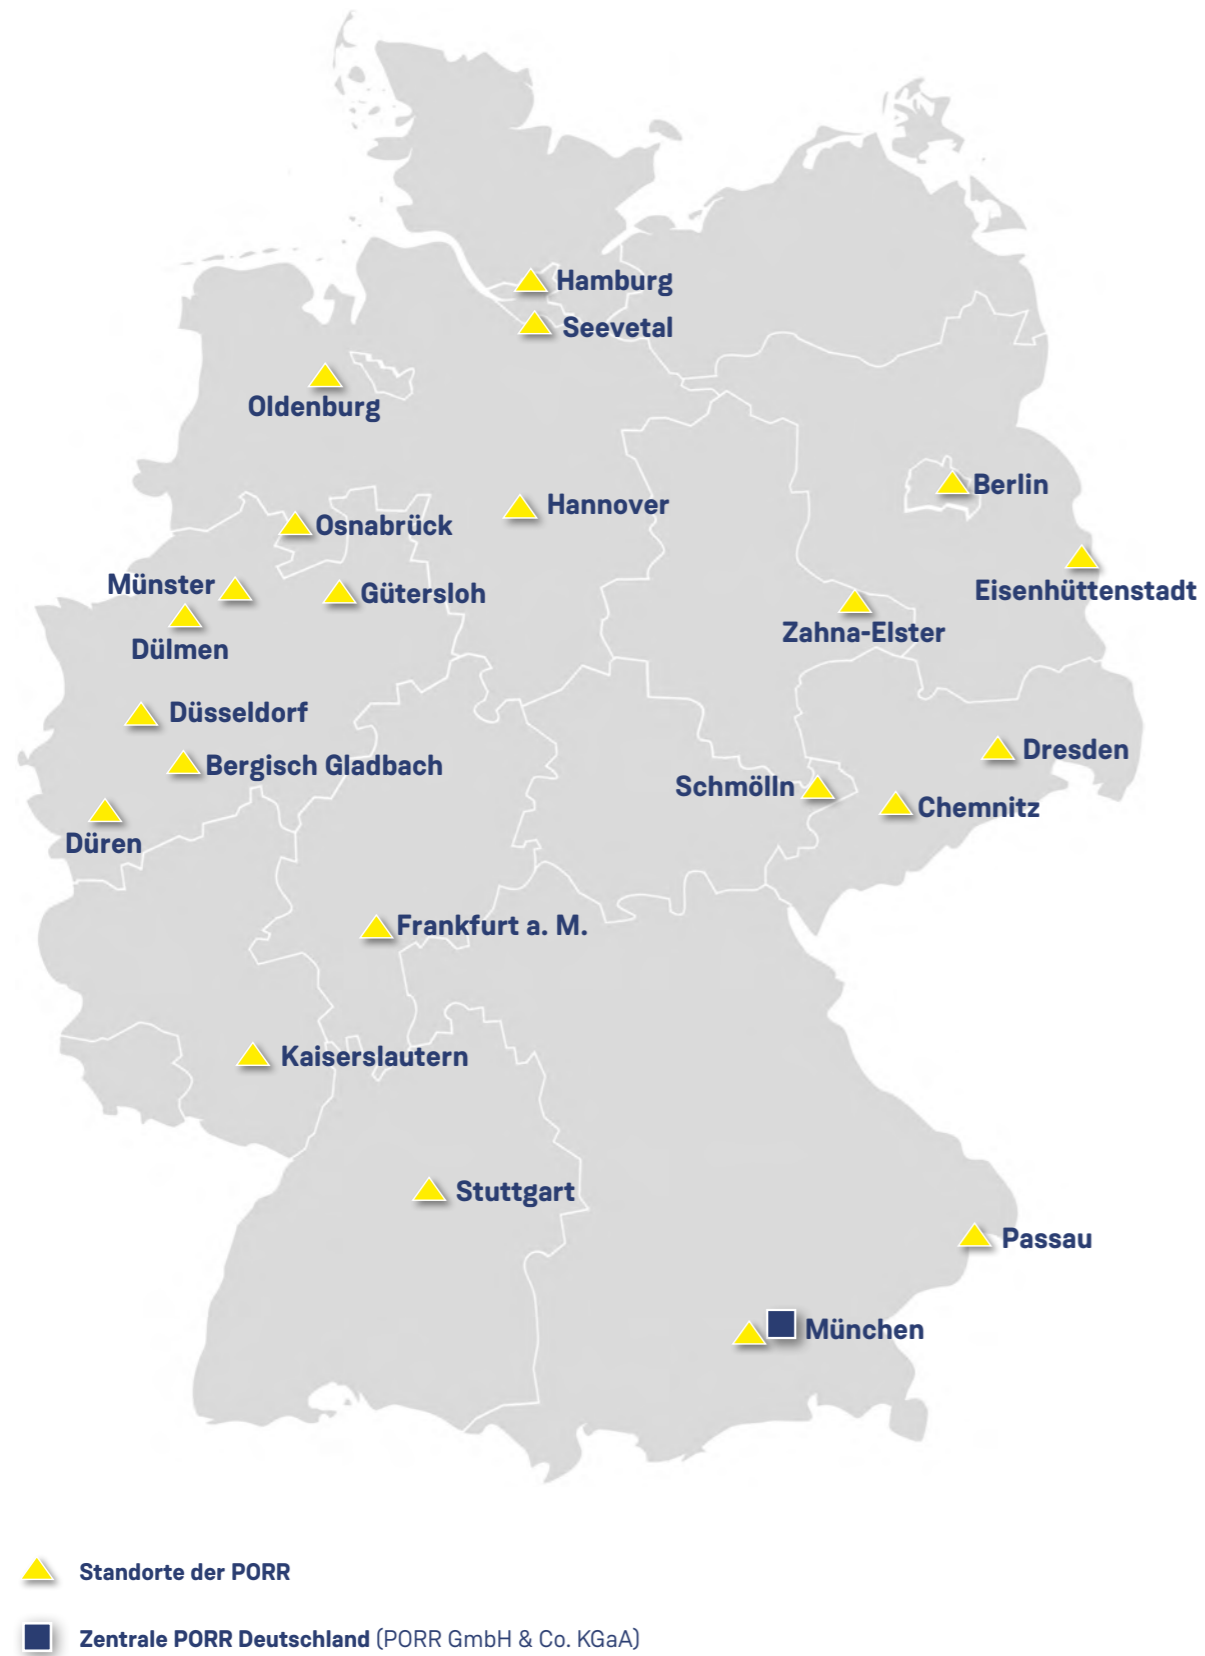 Hamburg
Seevetal
Oldenburg
Berlin
Hannover
Osnabrück
Münster
Gütersloh
Eisenhüttenstadt
Zahna-Elster
Dülmen
Düsseldorf
Dresden
Bergisch Gladbach
Schmölln
Chemnitz
Düren
Frankfurt a. M.
Kaiserslautern
Stuttgart
Passau
München
Standorte der PORR
Zentrale PORR Deutschland (PORR GmbH & Co. KGaA)